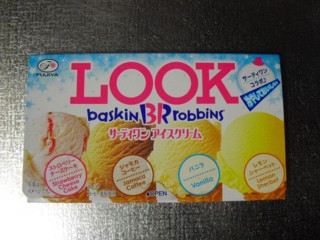 FUJIYA
LOOK
サーティワン
コラボ♪
baskin BR robbins
サーティワン アイスクリーム
ストロベリー
チーズケーキ
Strawberry
Cheese
Cake
ジャモカ
コーヒー
Jamoca
Coffee
バニラ
Vanilla
レモン
シャーベット
Lemon
Sherbet
OPEN